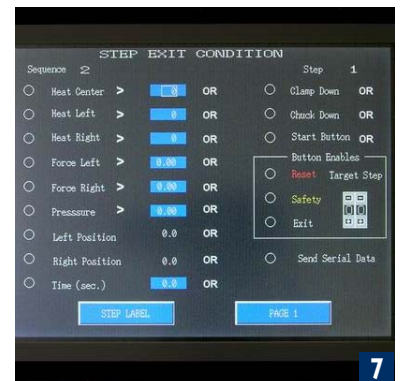 STEP EXIT CONDITION
Sequence 2
Step 1
Heat Center > 0 OR
Heat Left > 0 OR
Heat Right > 0 OR
Force Left > 0.00 OR
Force Right > 0.00 OR
Presssure > 0.00 OR
Left Position 0.0 OR
Right Position 0.0 OR
Time (sec.) 0.0 OR
Clamp Down OR
Chuck Down OR
Start Button OR
Button Enables
Reset Target Step
Safety
Exit
Send Serial Data
STEP LABEL
PAGE 1
7